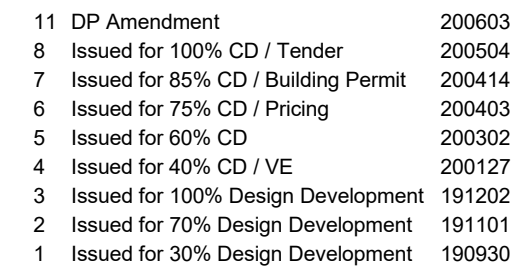 11 DP Amendment 200603
8 Issued for 100% CD / Tender 200504
7 Issued for 85% CD / Building Permit 200414
6 Issued for 75% CD / Pricing 200403
5 Issued for 60% CD 200302
4 Issued for 40% CD / VE 200127
3 Issued for 100% Design Development 191202
2 Issued for 70% Design Development 191101
1 Issued for 30% Design Development 190930